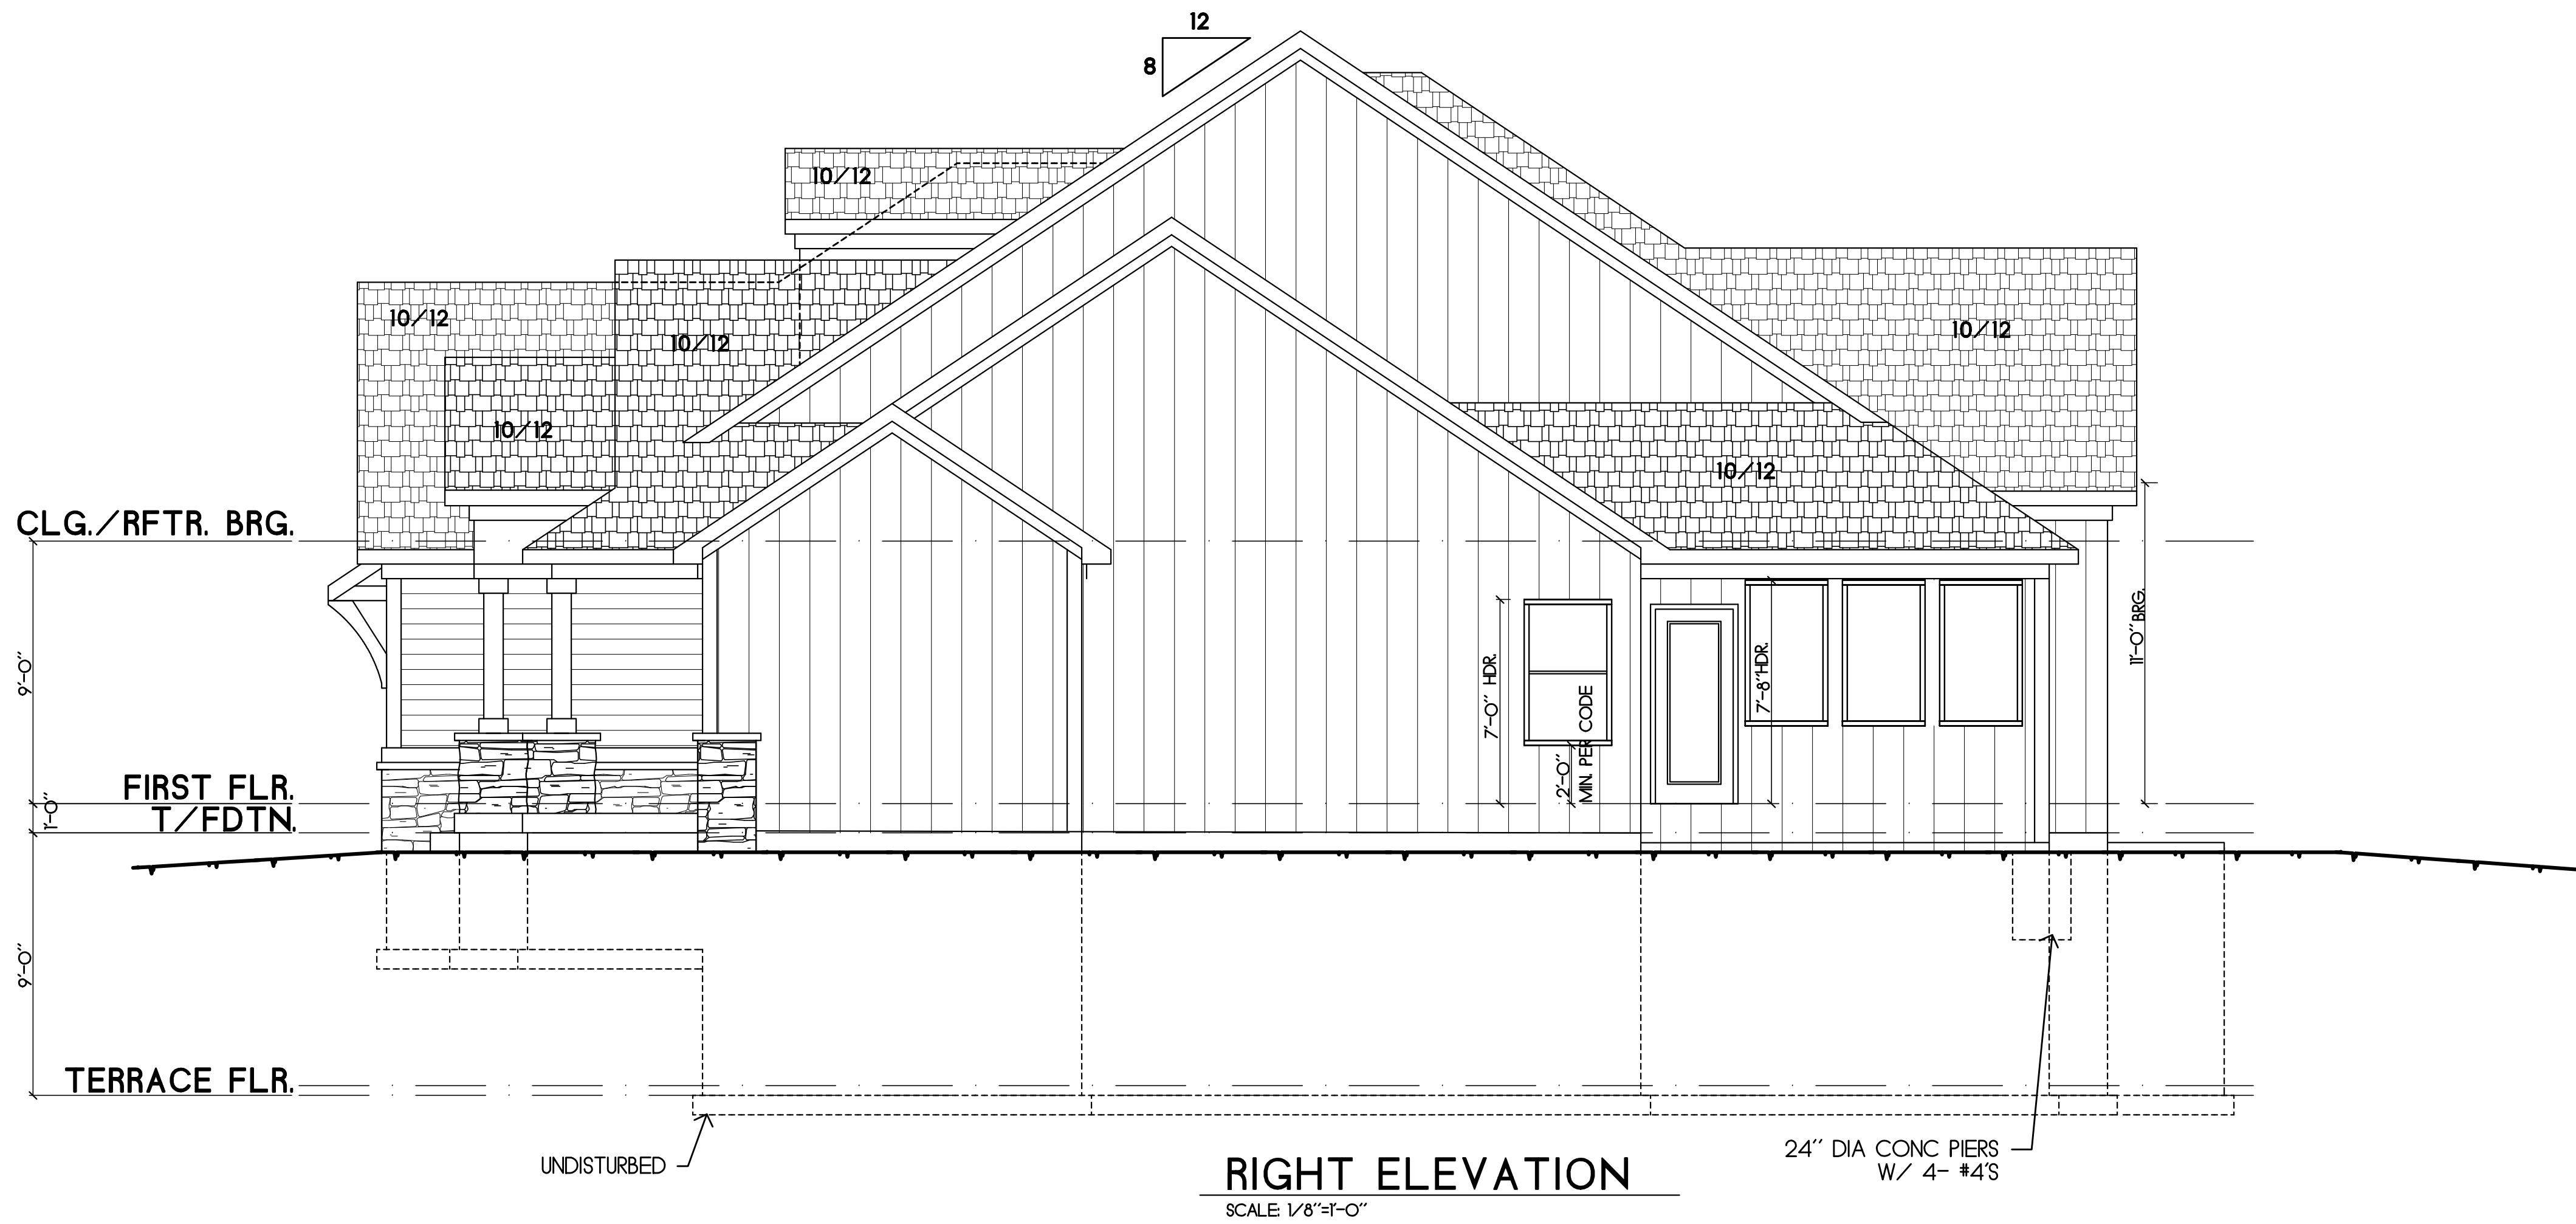 12
8
10/12
10/12
10/12
10/12
10/12
10/12
CLG./RFTR. BRG.
9'-0"
FIRST FLR.
1'-0"
T/FDTN.
9'-0"
TERRACE FLR.
7'-0" HDR.
2'-0"
MIN. PER CODE
7'-8" HDR.
11'-0" BRG.
UNDISTURBED
24" DIA CONC PIERS
W/ 4- #4'S
RIGHT ELEVATION
SCALE: 1/8"=1'-0"